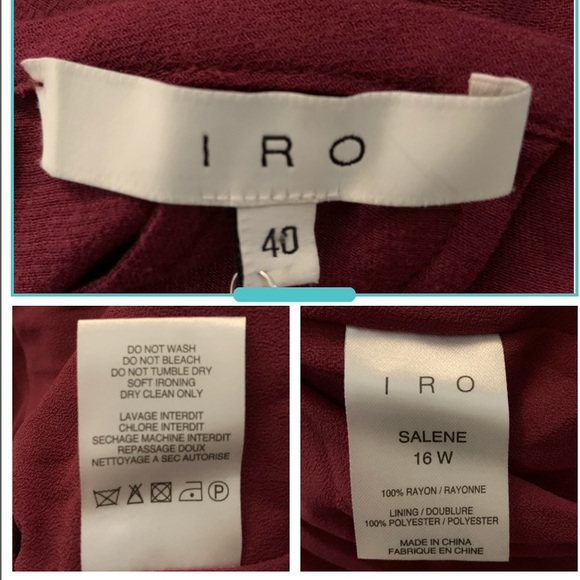 IRO
40
DO NOT WASH
DO NOT BLEACH
DO NOT TUMBLE DRY
SOFT IRONING
DRY CLEAN ONLY
LAVAGE INTERDIT
CHLORE INTERDIT
SECHAGE MACHINE INTERDIT
REPASSAGE DOUX
NETTOYAGE A SEC AUTORISE
IRO
SALENE
16 W
100% RAYON / RAYONNE
LINING / DOUBLURE
100% POLYESTER / POLYESTER
MADE IN CHINA
FABRIQUE EN CHINE